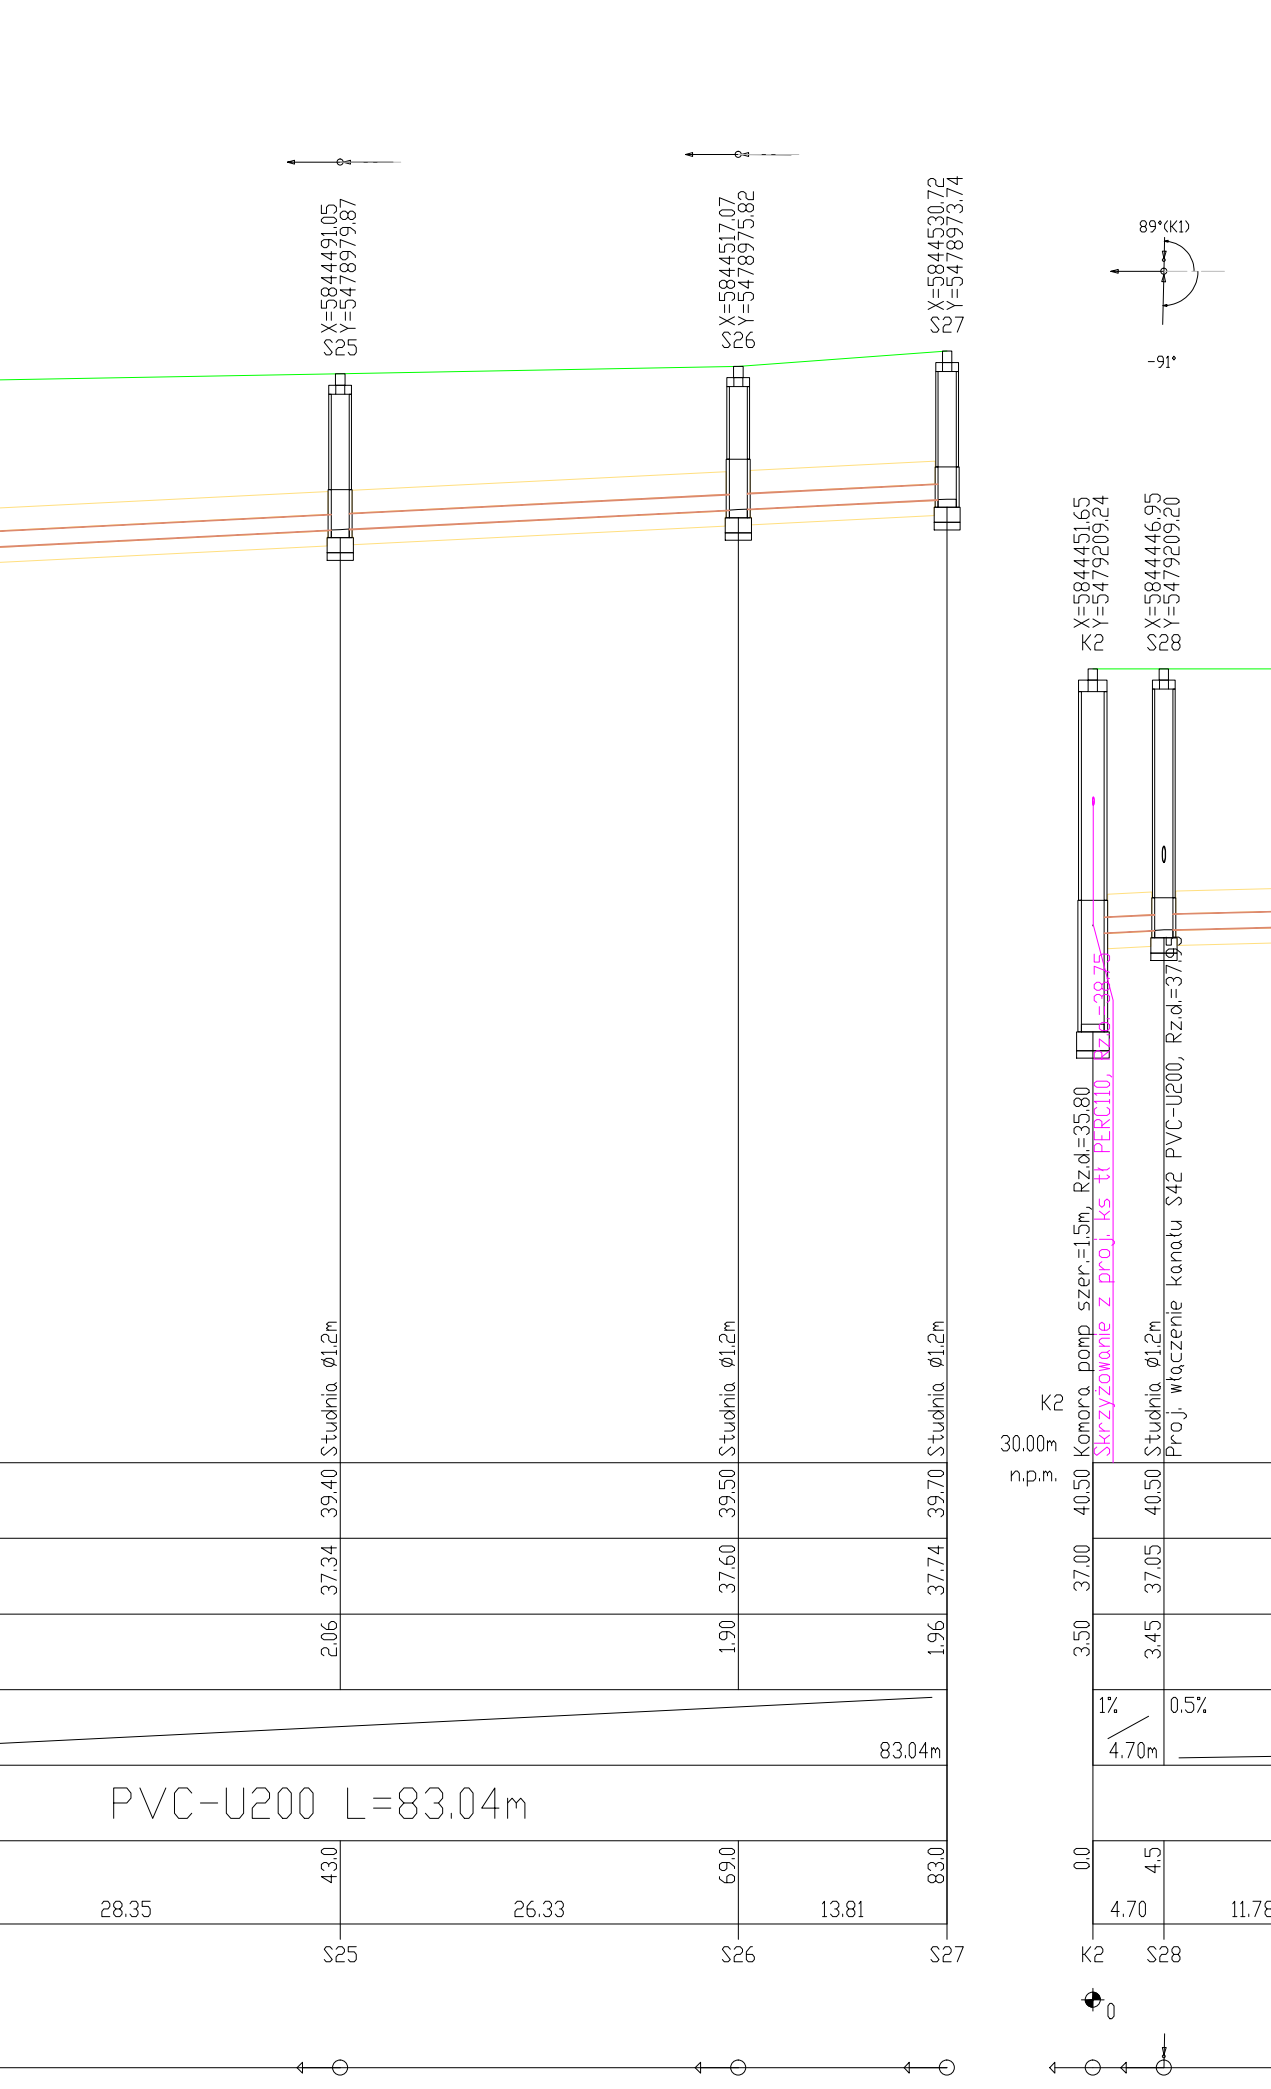 X=5844491.05
Y=5478979.87
S25
X=5844517.07
Y=5478975.82
S26
X=5844530.72
Y=5478973.74
S27
89°(K1)
-91°
X=5844451.65
Y=5479209.24
K2
X=5844446.95
Y=5479209.20
S28
Studnia ø1.2m
Studnia ø1.2m
Studnia ø1.2m
K2
30.00m
n.p.m.
Komora pomp szer.=1.5m, Rz.d.=35.80
Skrzyżowanie z proj. ks tł PERC110, Rz.o.=38.75
Studnia ø1.2m
Proj. włączenie kanału S42 PVC-U200, Rz.d.=37.95
39.40
39.50
39.70
40.50
40.50
37.34
37.60
37.74
37.00
37.05
2.06
1.90
1.96
3.50
3.45
1%
0.5%
83.04m
4.70m
PVC-U200 L=83.04m
43.0
69.0
83.0
0.0
4.5
28.35
26.33
13.81
4.70
11.78
S25
S26
S27
K2
S28
0